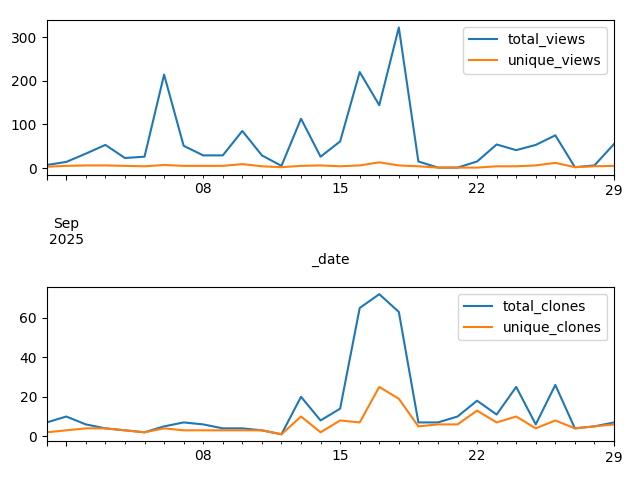 300
200
100
0
total_views
unique_views
08
15
22
29
Sep
2025
_date
60
40
20
0
total_clones
unique_clones
08
15
22
29